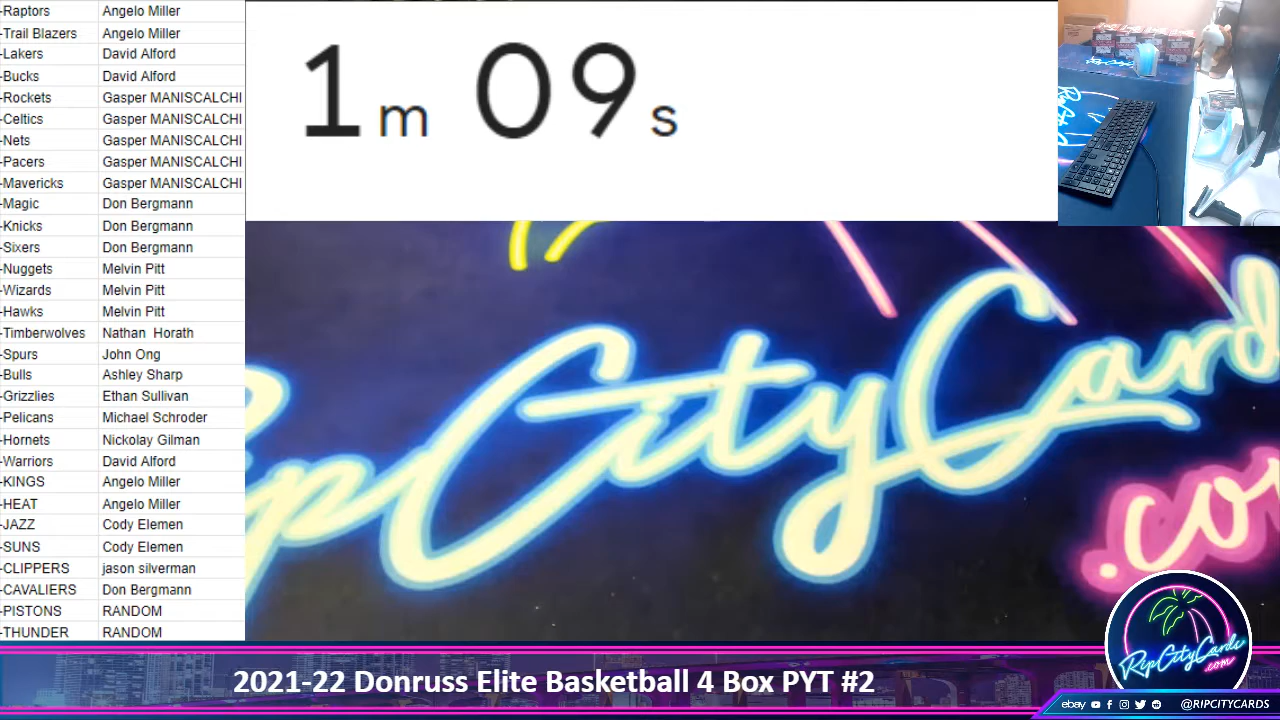 -Raptors Angelo Miller
-Trail Blazers Angelo Miller
-Lakers David Alford
-Bucks David Alford
-Rockets Gasper MANISCALCHI
-Celtics Gasper MANISCALCHI
-Nets Gasper MANISCALCHI
-Pacers Gasper MANISCALCHI
-Mavericks Gasper MANISCALCHI
-Magic Don Bergmann
-Knicks Don Bergmann
-Sixers Don Bergmann
-Nuggets Melvin Pitt
-Wizards Melvin Pitt
-Hawks Melvin Pitt
-Timberwolves Nathan Horath
-Spurs John Ong
-Bulls Ashley Sharp
-Grizzlies Ethan Sullivan
-Pelicans Michael Schroder
-Hornets Nickolay Gilman
-Warriors David Alford
-KINGS Angelo Miller
-HEAT Angelo Miller
-JAZZ Cody Elemen
-SUNS Cody Elemen
-CLIPPERS jason silverman
-CAVALIERS Don Bergmann
-PISTONS RANDOM
-THUNDER RANDOM
1m 09s
RipCityCard
.co
RipCityCards
.com
2021-22 Donruss Elite Basketball 4 Box PYT #2
ebay @RIPCITYCARDS